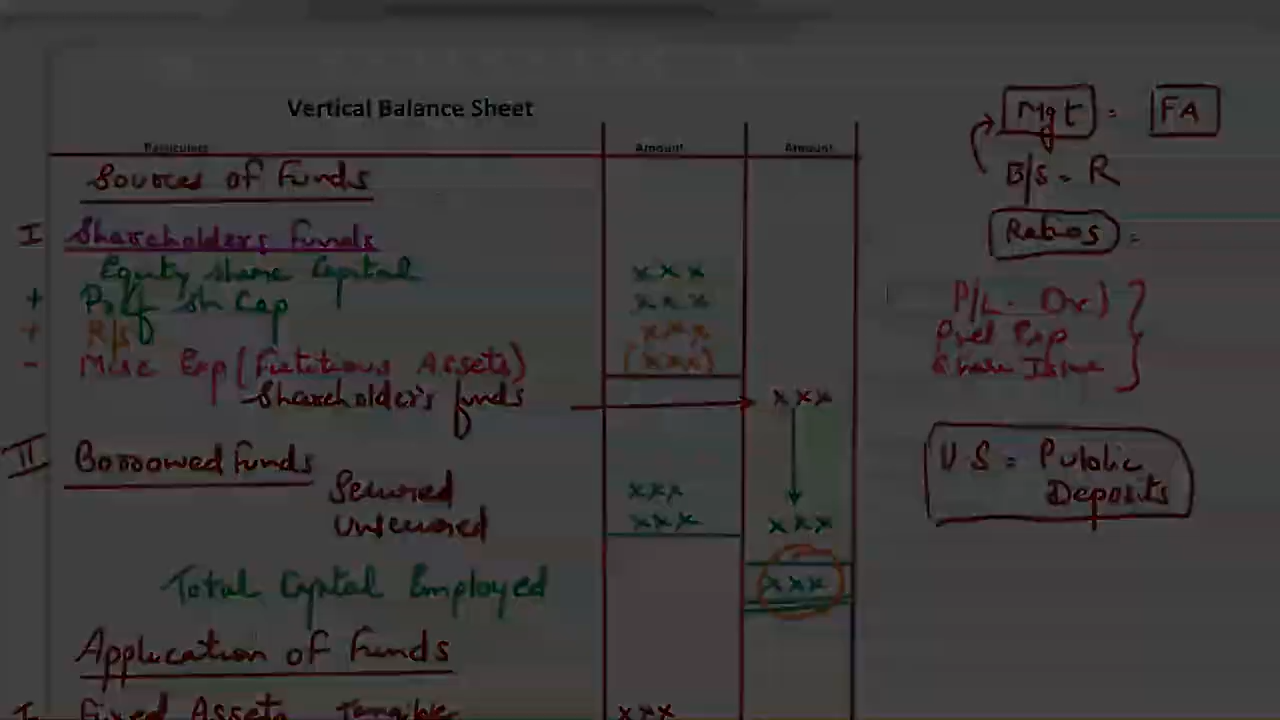 Vertical Balance Sheet
Particulars Amount Amount
Sources of Funds
I Shareholders Funds
Equity Share Capital xxx
+ Pref Sh Cap xxx
+ R/S xxx
- Misc Exp (Fictitious Assets) (xxx)
Shareholder's funds xxx
II Borrowed Funds
Secured xxx
Unsecured xxx xxx
Total Capital Employed xxx
Application of Funds
I Fixed Assets Tangible xxx
Mgt = FA
B/S = R
Ratios =
P/L . Dr)
Prel Exp
Share Issue
U.S = Public
Deposits